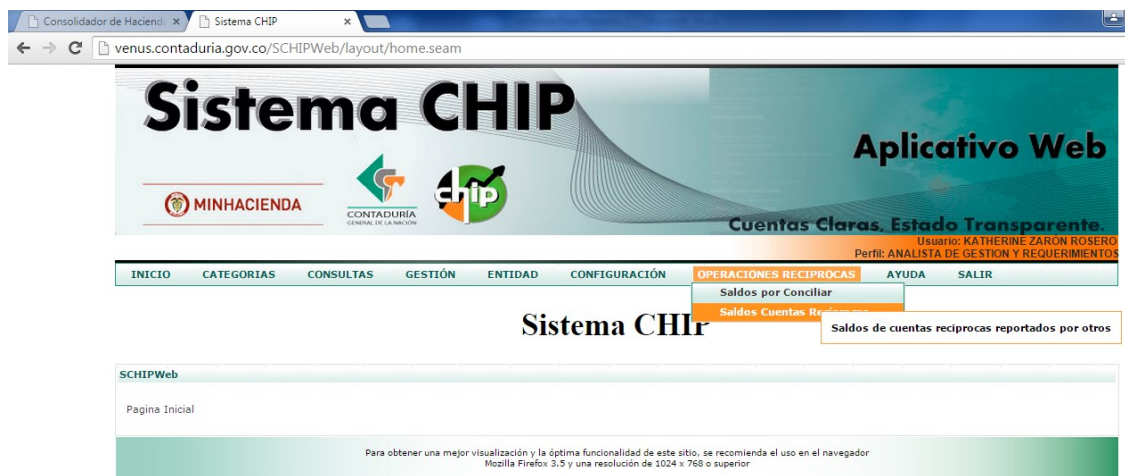 Consolidador de Haciend
Sistema CHIP
venus.contaduria.gov.co/SCHIPWeb/layout/home.seam
Sistema CHIP
Aplicativo Web
MINHACIENDA
CONTADURÍA
GENERAL DE LA NACIÓN
chip
Cuentas Claras, Estado Transparente.
Usuario: KATHERINE ZARÓN ROSERO
Perfil: ANALISTA DE GESTION Y REQUERIMIENTOS
INICIO CATEGORIAS CONSULTAS GESTIÓN ENTIDAD CONFIGURACIÓN OPERACIONES RECIPROCAS AYUDA SALIR
Saldos por Conciliar
Saldos Cuentas Reciprocas
Saldos de cuentas reciprocas reportados por otros
Sistema CHIP
SCHIPWeb
Pagina Inicial
Para obtener una mejor visualización y la óptima funcionalidad de este sitio, se recomienda el uso en el navegador
Mozilla Firefox 3.5 y una resolución de 1024 x 768 o superior